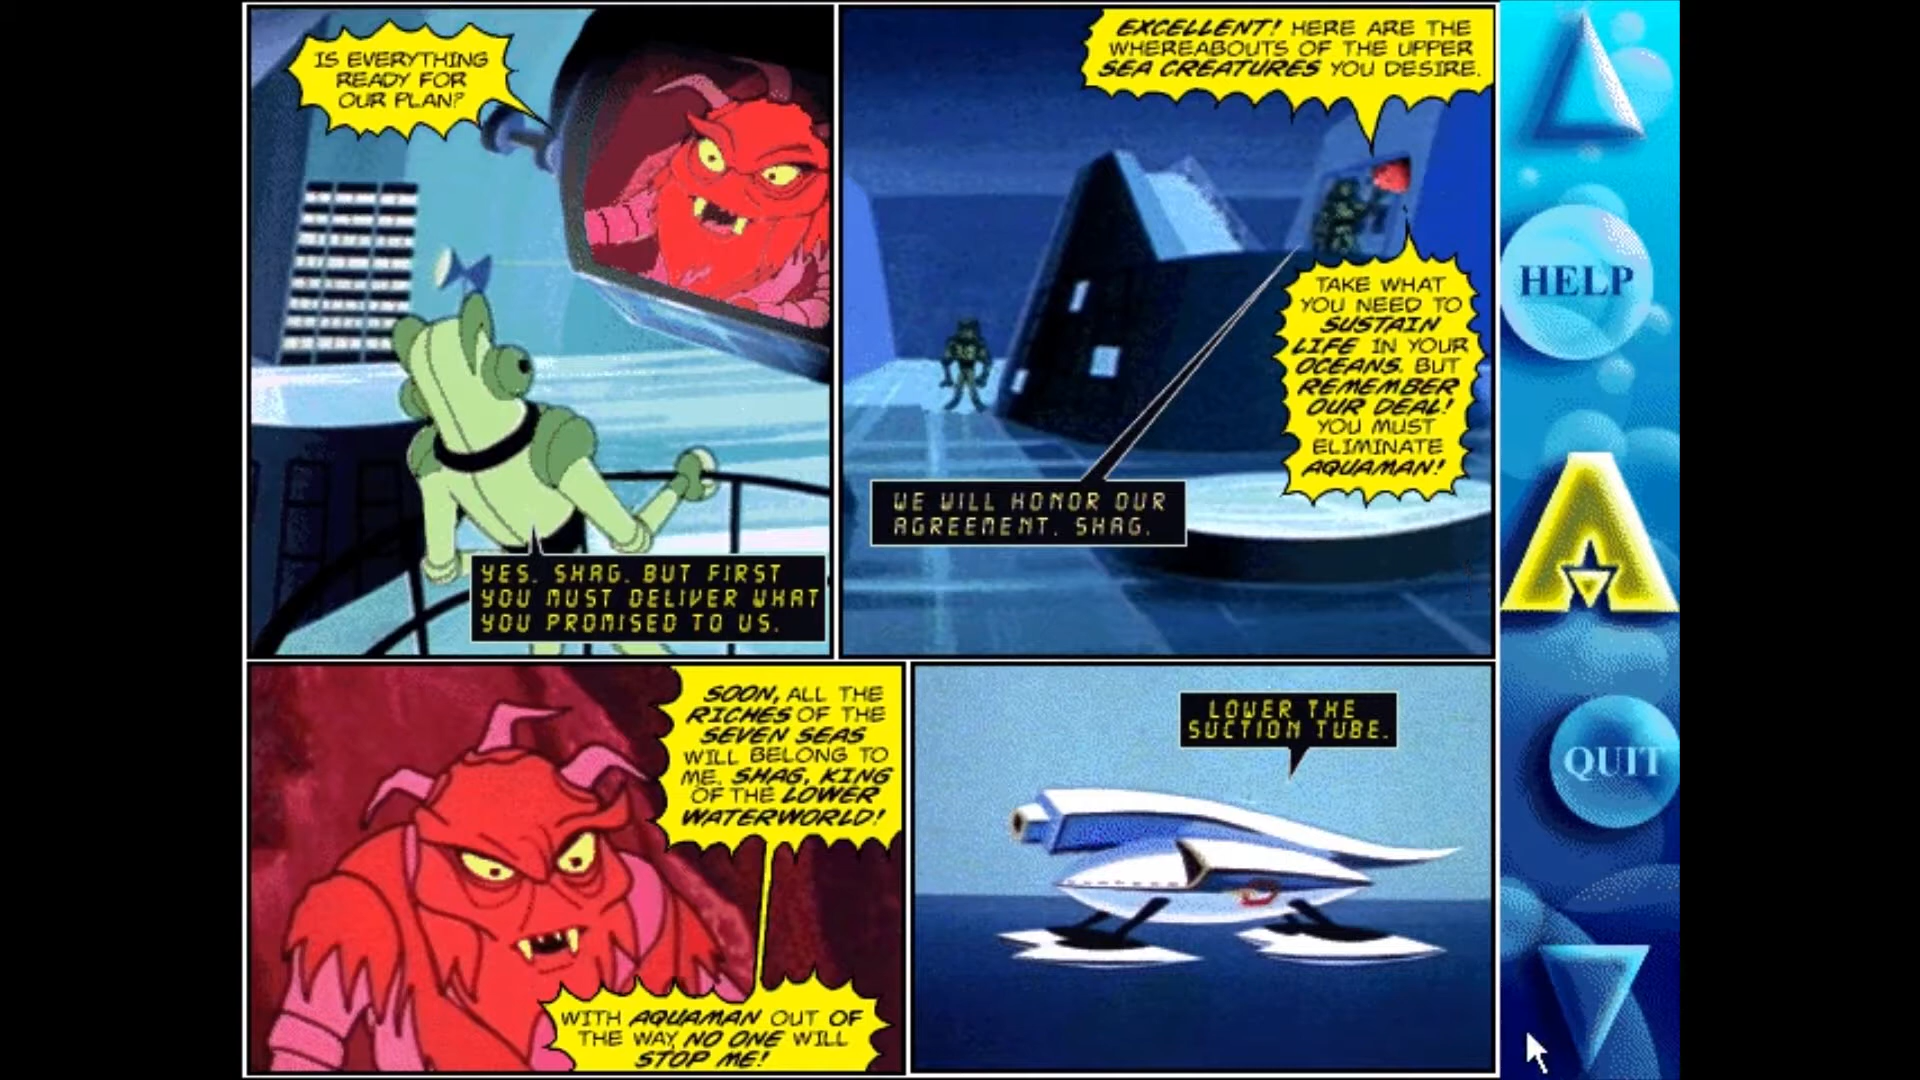 IS EVERYTHING
READY FOR
OUR PLAN?
YES, SHAG. BUT FIRST
YOU MUST DELIVER WHAT
YOU PROMISED TO US.
EXCELLENT! HERE ARE THE
WHEREABOUTS OF THE UPPER
SEA CREATURES YOU DESIRE.
TAKE WHAT
YOU NEED TO
SUSTAIN
LIFE IN YOUR
OCEANS. BUT
REMEMBER
OUR DEAL!
YOU MUST
ELIMINATE
AQUAMAN!
WE WILL HONOR OUR
AGREEMENT, SHAG.
SOON, ALL THE
RICHES OF THE
SEVEN SEAS
WILL BELONG TO
ME, SHAG, KING
OF THE LOWER
WATERWORLD!
WITH AQUAMAN OUT OF
THE WAY, NO ONE WILL
STOP ME!
LOWER THE
SUCTION TUBE.
HELP
A
QUIT